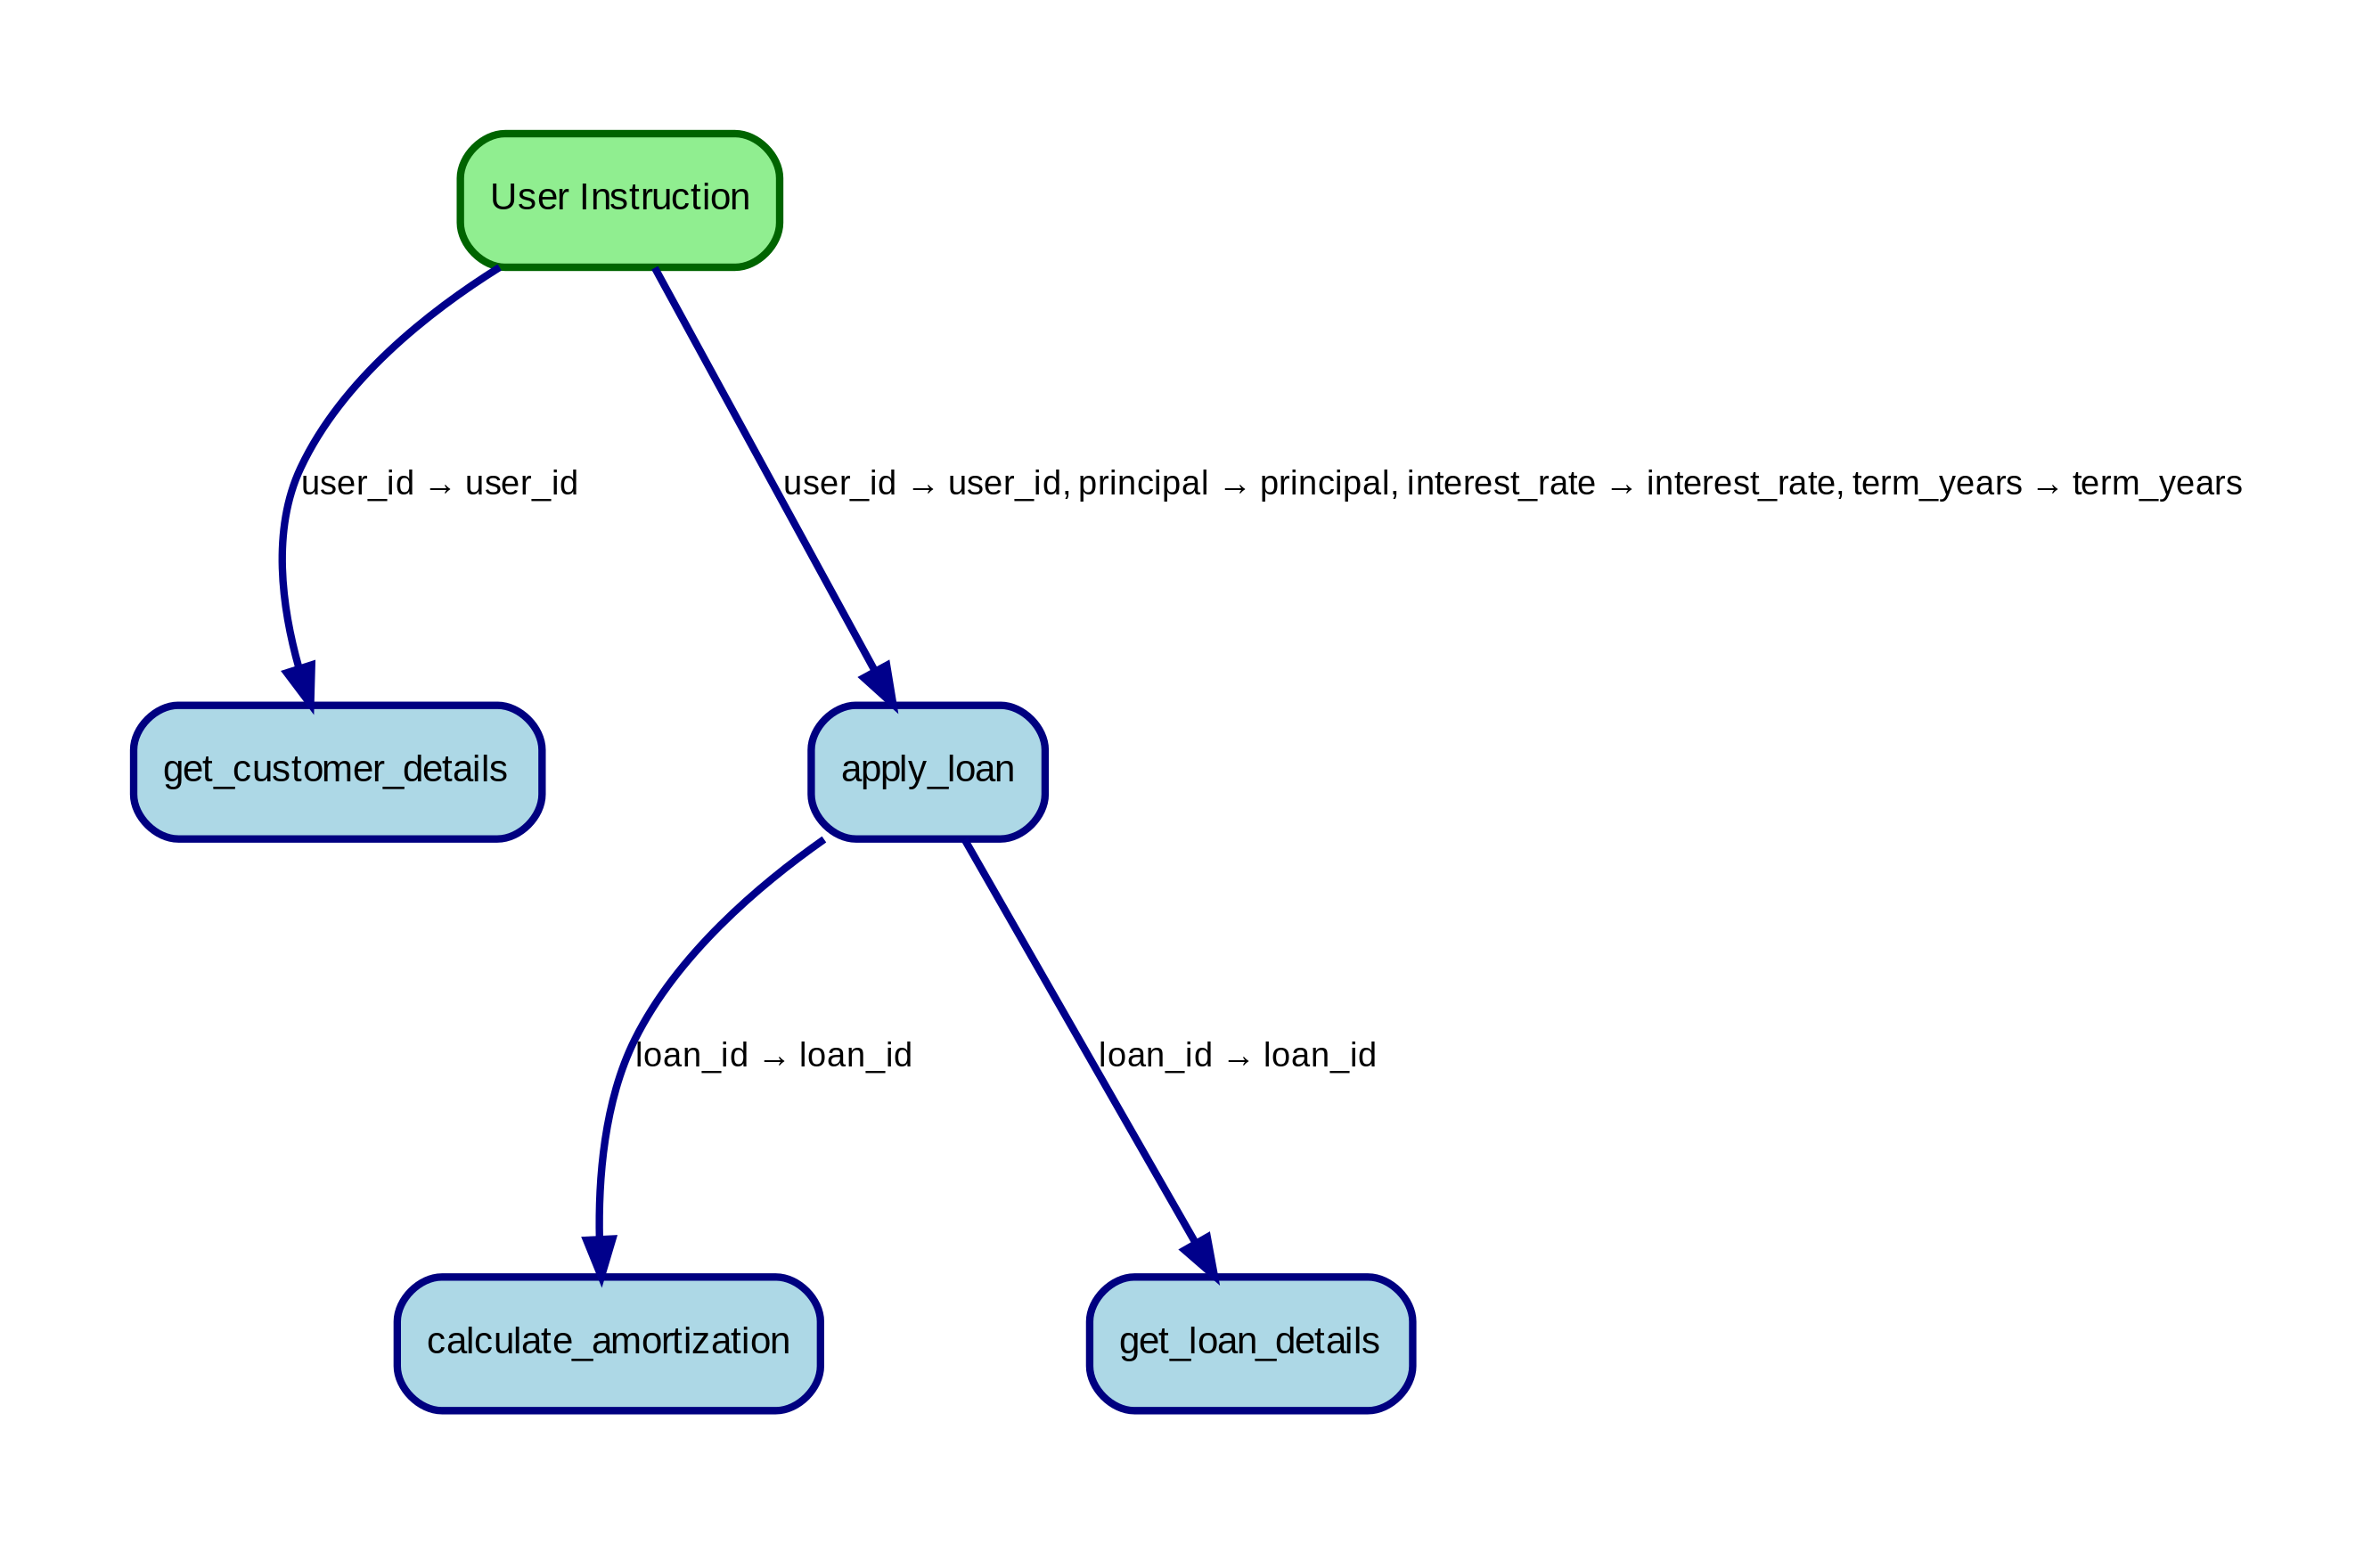 User Instruction
user_id → user_id
user_id → user_id, principal → principal, interest_rate → interest_rate, term_years → term_years
get_customer_details
apply_loan
loan_id → loan_id
loan_id → loan_id
calculate_amortization
get_loan_details